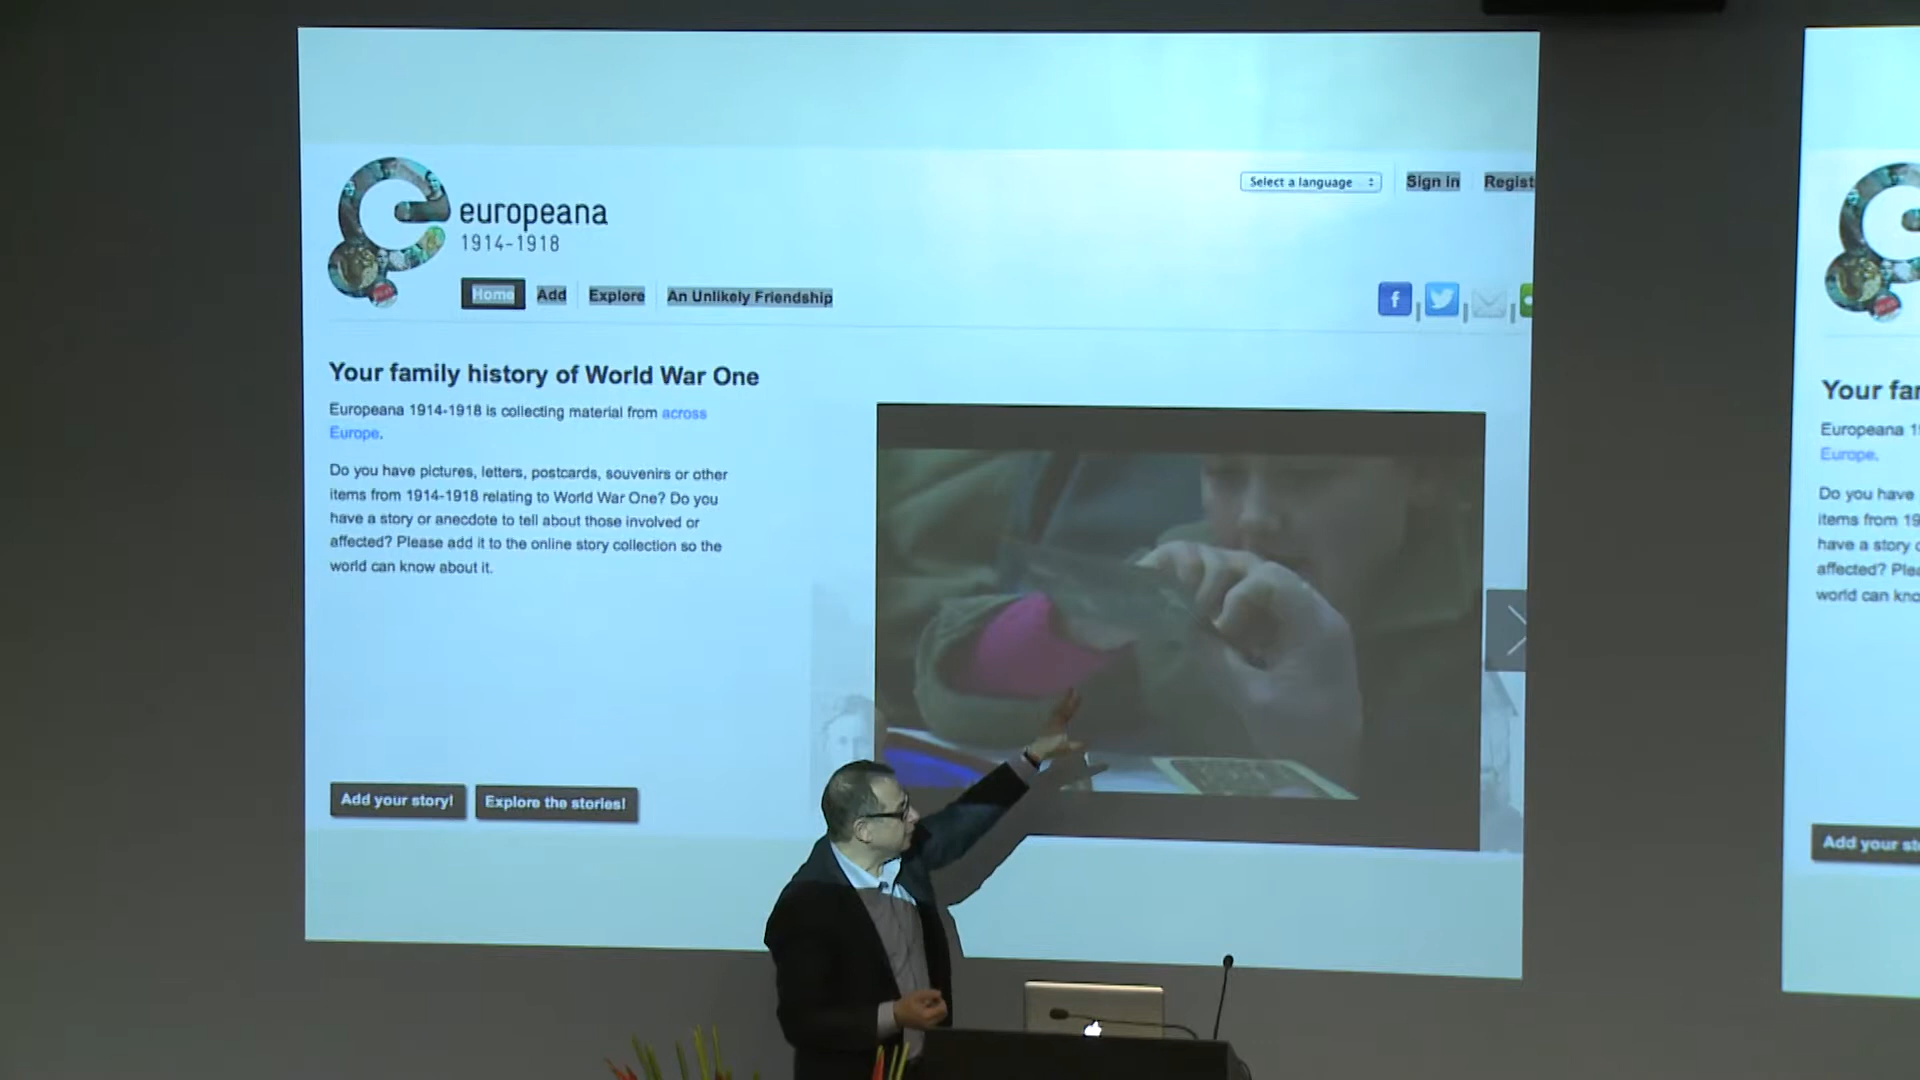 Select a language
Sign in
Regist
europeana
1914-1918
Home
Add
Explore
An Unlikely Friendship
Your family history of World War One
Europeana 1914-1918 is collecting material from across
Europe.
Do you have pictures, letters, postcards, souvenirs or other
items from 1914-1918 relating to World War One? Do you
have a story or anecdote to tell about those involved or
affected? Please add it to the online story collection so the
world can know about it.
Add your story!
Explore the stories!
Your far
Europeana 19
Europe.
Do you have
items from 19
have a story o
affected? Plea
world can kno
Add your sto